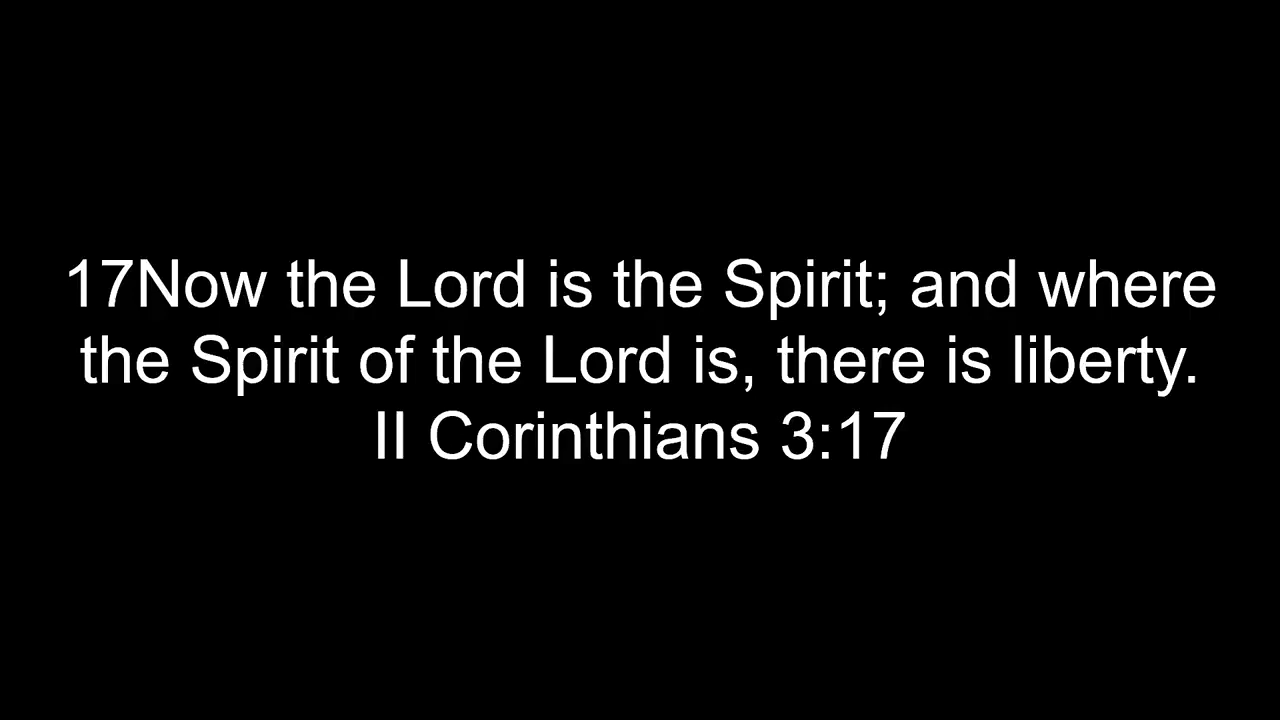 17Now the Lord is the Spirit; and where
the Spirit of the Lord is, there is liberty.
II Corinthians 3:17